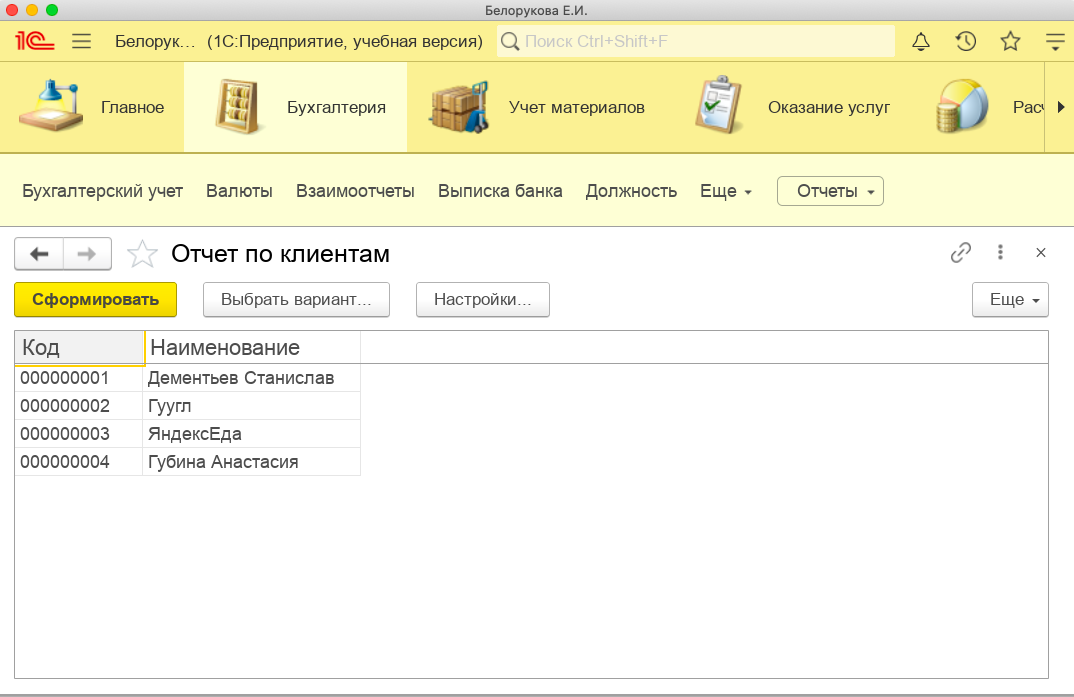 Белорукова Е.И.
1С Белорук... (1С:Предприятие, учебная версия) Поиск Ctrl+Shift+F
Главное Бухгалтерия Учет материалов Оказание услуг Рас
Бухгалтерский учет Валюты Взаимоотчеты Выписка банка Должность Еще Отчеты
Отчет по клиентам
Сформировать Выбрать вариант... Настройки... Еще
Код Наименование
000000001 Дементьев Станислав
000000002 Гуугл
000000003 ЯндексЕда
000000004 Губина Анастасия